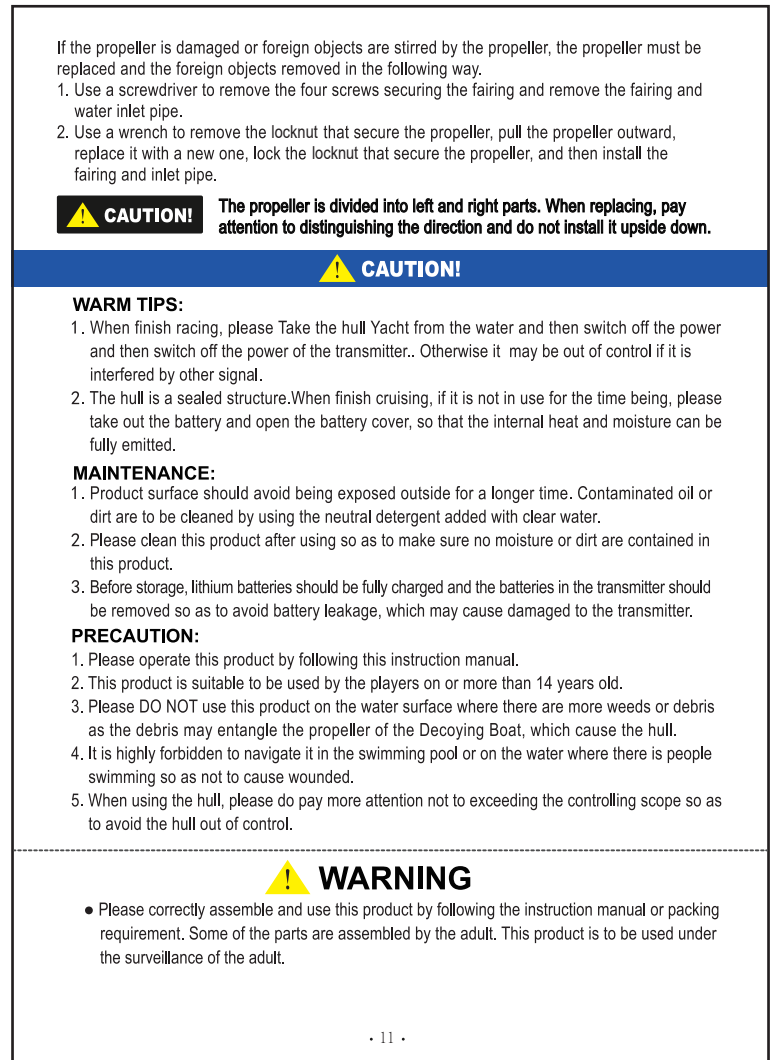 If the propeller is damaged or foreign objects are stirred by the propeller, the propeller must be
replaced and the foreign objects removed in the following way.
1. Use a screwdriver to remove the four screws securing the fairing and remove the fairing and
water inlet pipe.
2. Use a wrench to remove the locknut that secure the propeller, pull the propeller outward,
replace it with a new one, lock the locknut that secure the propeller, and then install the
fairing and inlet pipe.
! CAUTION!
The propeller is divided into left and right parts. When replacing, pay
attention to distinguishing the direction and do not install it upside down.
! CAUTION!
WARM TIPS:
1. When finish racing, please Take the hull Yacht from the water and then switch off the power
and then switch off the power of the transmitter.. Otherwise it may be out of control if it is
interfered by other signal.
2. The hull is a sealed structure.When finish cruising, if it is not in use for the time being, please
take out the battery and open the battery cover, so that the internal heat and moisture can be
fully emitted.
MAINTENANCE:
1. Product surface should avoid being exposed outside for a longer time. Contaminated oil or
dirt are to be cleaned by using the neutral detergent added with clear water.
2. Please clean this product after using so as to make sure no moisture or dirt are contained in
this product.
3. Before storage, lithium batteries should be fully charged and the batteries in the transmitter should
be removed so as to avoid battery leakage, which may cause damaged to the transmitter.
PRECAUTION:
1. Please operate this product by following this instruction manual.
2. This product is suitable to be used by the players on or more than 14 years old.
3. Please DO NOT use this product on the water surface where there are more weeds or debris
as the debris may entangle the propeller of the Decoying Boat, which cause the hull.
4. It is highly forbidden to navigate it in the swimming pool or on the water where there is people
swimming so as not to cause wounded.
5. When using the hull, please do pay more attention not to exceeding the controlling scope so as
to avoid the hull out of control.
! WARNING
● Please correctly assemble and use this product by following the instruction manual or packing
requirement. Some of the parts are assembled by the adult. This product is to be used under
the surveillance of the adult.
• 11 •